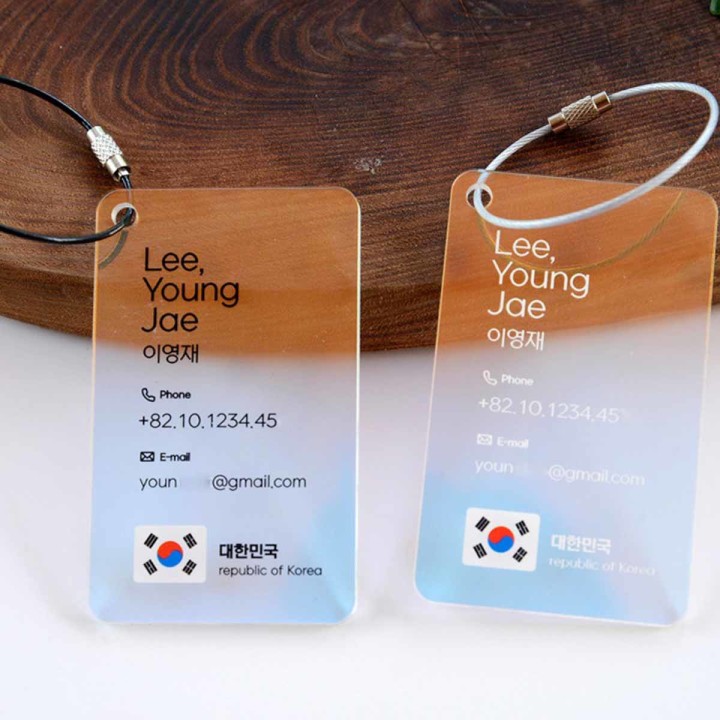 Lee,
Young
Jae
이영재
Phone
+82.10.1234.45
E-mail
youn @gmail.com
대한민국
republic of Korea
Lee,
Young
Jae
이영재
Phone
+82.10.1234.45
E-mail
youn @gmail.com
대한민국
republic of Korea